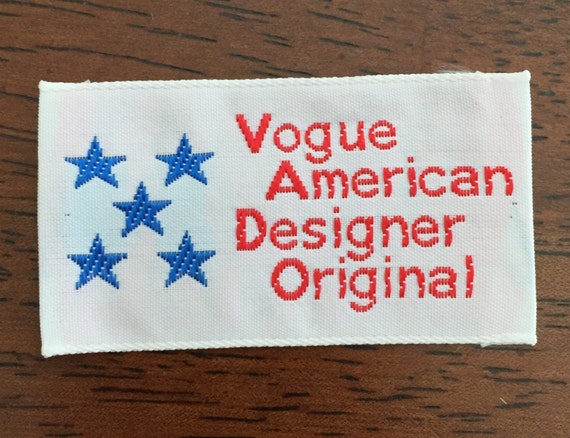 Vogue
American
Designer
Original